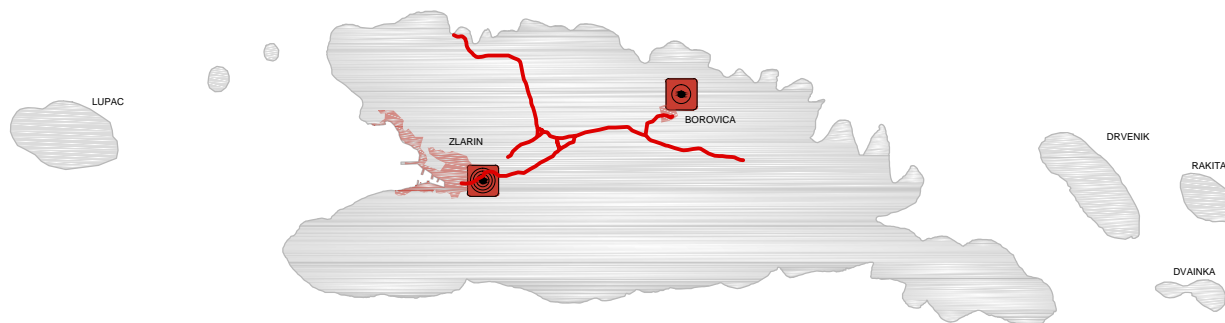 LUPAC
BOROVICA
DRVENIK
ZLARIN
RAKITA
DVAINKA